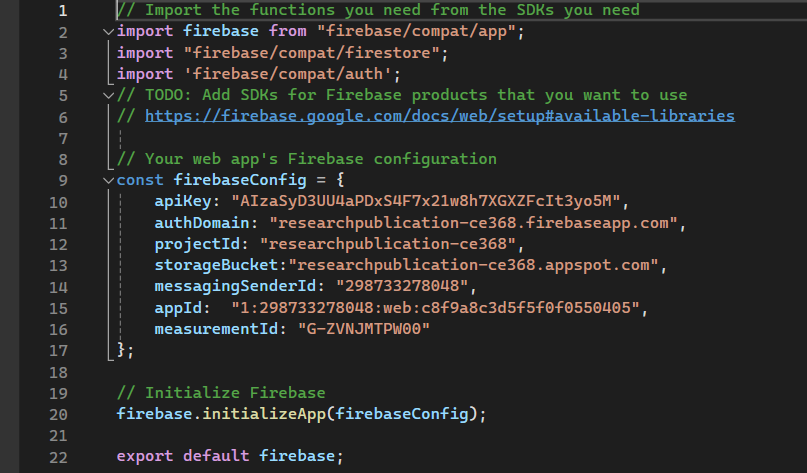 1 // Import the functions you need from the SDKs you need
2 import firebase from "firebase/compat/app";
3 import "firebase/compat/firestore";
4 import 'firebase/compat/auth';
5 // TODO: Add SDKs for Firebase products that you want to use
6 // https://firebase.google.com/docs/web/setup#available-libraries
7
8 // Your web app's Firebase configuration
9 const firebaseConfig = {
10 apiKey: "AIzaSyD3UU4aPDxS4F7x21w8h7XGXZFcIt3yo5M",
11 authDomain: "researchpublication-ce368.firebaseapp.com",
12 projectId: "researchpublication-ce368",
13 storageBucket:"researchpublication-ce368.appspot.com",
14 messagingSenderId: "298733278048",
15 appId:  "1:298733278048:web:c8f9a8c3d5f5f0f0550405",
16 measurementId: "G-ZVNJMTPW00"
17 };
18
19 // Initialize Firebase
20 firebase.initializeApp(firebaseConfig);
21
22 export default firebase;